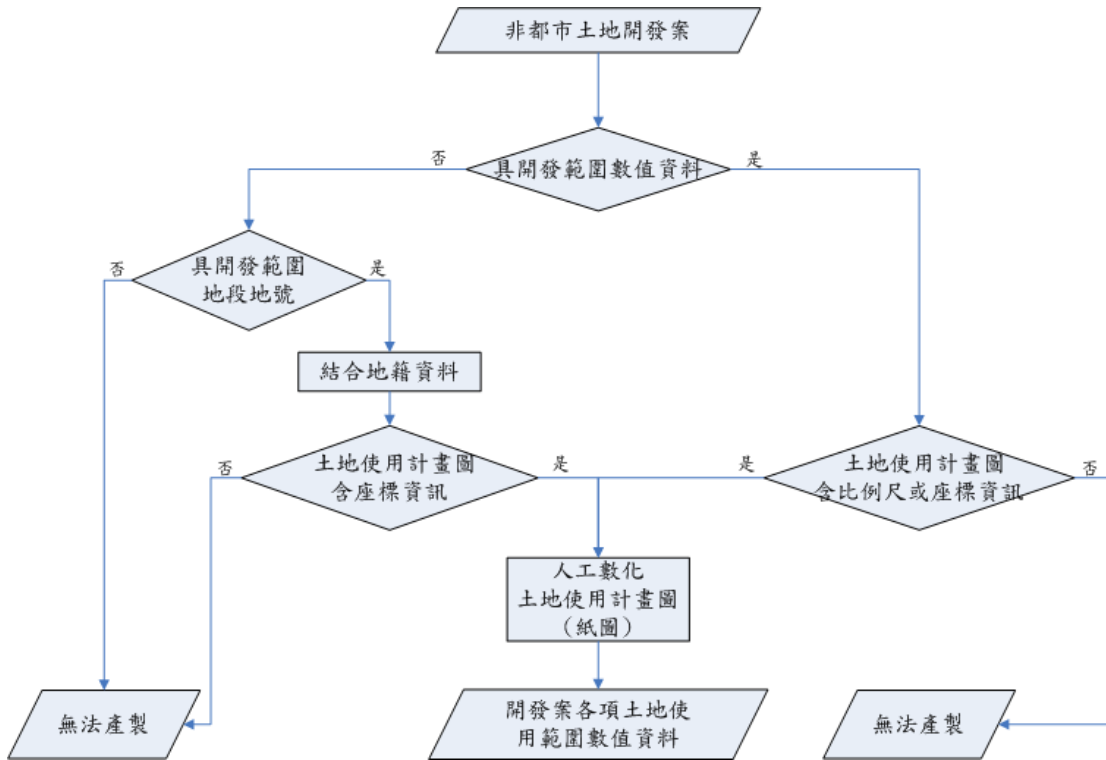 非都市土地開發案
否
具開發範圍數值資料
是
否
具開發範圍
地段地號
是
結合地籍資料
否
土地使用計畫圖
含座標資訊
是
是
土地使用計畫圖
含比例尺或座標資訊
否
人工數化
土地使用計畫圖
（紙圖）
無法產製
開發案各項土地使
用範圍數值資料
無法產製